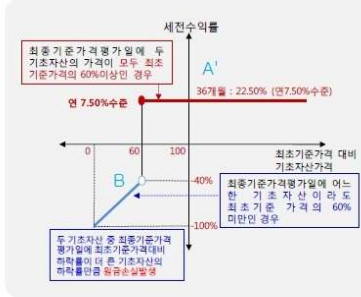 세전수익률
최종기준가격평가일에 두
기초자산의 가격이 모두 최초
기준가격의 60%이상인 경우
A'
36개월 : 22.50% (연7.50%수준)
연 7.50%수준
0
60
100
최초기준가격 대비
기초자산가격
B
-40%
최종기준가격평가일에 어느
한 기초자산이라도
최초기준 가격의 60%
미만인 경우
-100%
두 기초자산 중 최종기준가격
평가일에 최초기준가격대비
하락률이 더 큰 기초자산의
하락률만큼 원금손실발생